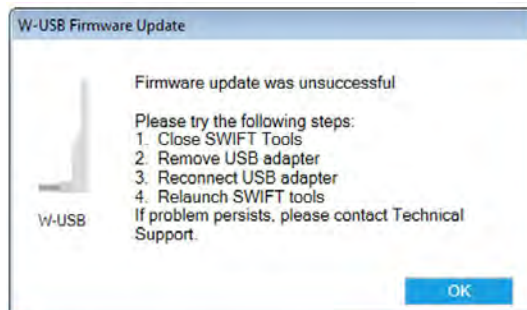 W-USB Firmware Update
Firmware update was unsuccessful
Please try the following steps:
1. Close SWIFT Tools
2. Remove USB adapter
3. Reconnect USB adapter
4. Relaunch SWIFT tools
If problem persists, please contact Technical
Support.
W-USB
OK